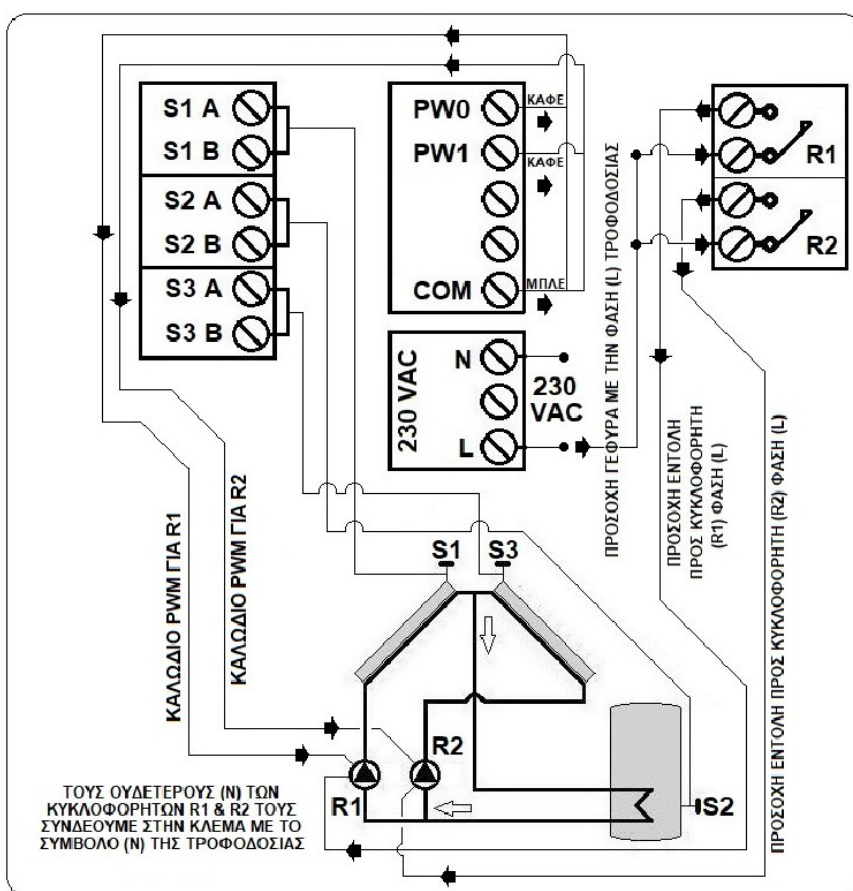 S1 A
S1 B
S2 A
S2 B
S3 A
S3 B
PW0
ΚΑΦΕ
PW1
ΚΑΦΕ
COM
ΜΠΛΕ
230 VAC
N
L
230
VAC
R1
R2
ΠΡΟΣΟΧΗ ΓΕΦΥΡΑ ΜΕ ΤΗΝ ΦΑΣΗ (L) ΤΡΟΦΟΔΟΣΙΑΣ
ΠΡΟΣΟΧΗ ΕΝΤΟΛΗ
ΠΡΟΣ ΚΥΚΛΟΦΟΡΗΤΗ
(R1) ΦΑΣΗ (L)
ΠΡΟΣΟΧΗ ΕΝΤΟΛΗ ΠΡΟΣ ΚΥΚΛΟΦΟΡΗΤΗ (R2) ΦΑΣΗ (L)
ΚΑΛΩΔΙΟ PWM ΓΙΑ R1
ΚΑΛΩΔΙΟ PWM ΓΙΑ R2
S1
S3
R2
R1
S2
ΤΟΥΣ ΟΥΔΕΤΕΡΟΥΣ (N) ΤΩΝ
ΚΥΚΛΟΦΟΡΗΤΩΝ R1 & R2 ΤΟΥΣ
ΣΥΝΔΕΟΥΜΕ ΣΤΗΝ ΚΛΕΜΑ ΜΕ ΤΟ
ΣΥΜΒΟΛΟ (N) ΤΗΣ ΤΡΟΦΟΔΟΣΙΑΣ